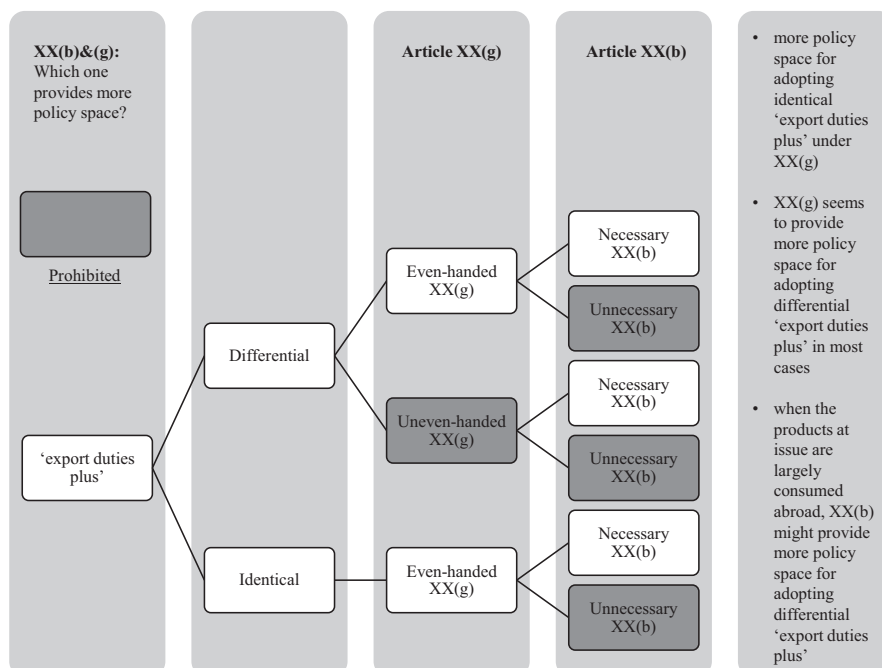 XX(b)&(g):
Which one
provides more
policy space?
Prohibited
‘export duties
plus’
Differential
Identical
Article XX(g)
Even-handed
XX(g)
Uneven-handed
XX(g)
Even-handed
XX(g)
Article XX(b)
Necessary
XX(b)
Unnecessary
XX(b)
Necessary
XX(b)
Unnecessary
XX(b)
Necessary
XX(b)
Unnecessary
XX(b)
• more policy
space for
adopting
identical
‘export duties
plus’ under
XX(g)
• XX(g) seems
to provide
more policy
space for
adopting
differential
‘export duties
plus’ in most
cases
• when the
products at
issue are
largely
consumed
abroad, XX(b)
might provide
more policy
space for
adopting
differential
‘export duties
plus’